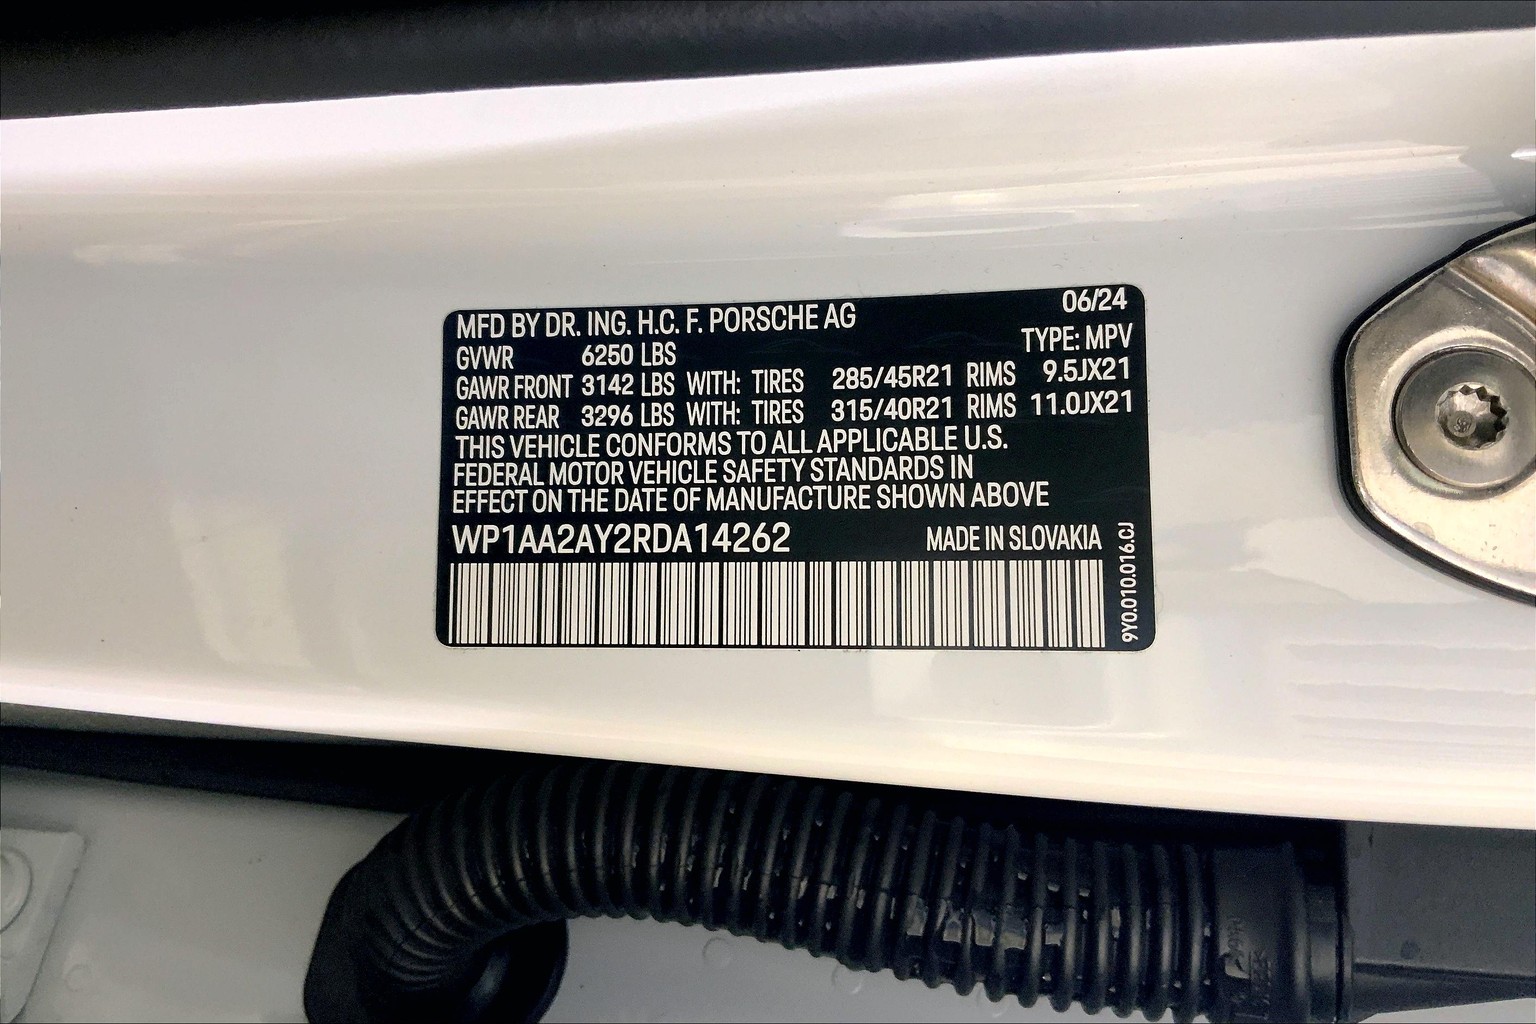 MFD BY DR. ING. H.C. F. PORSCHE AG 06/24
GVWR 6250 LBS TYPE: MPV
GAWR FRONT 3142 LBS WITH: TIRES 285/45R21 RIMS 9.5JX21
GAWR REAR 3296 LBS WITH: TIRES 315/40R21 RIMS 11.0JX21
THIS VEHICLE CONFORMS TO ALL APPLICABLE U.S.
FEDERAL MOTOR VEHICLE SAFETY STANDARDS IN
EFFECT ON THE DATE OF MANUFACTURE SHOWN ABOVE
WP1AA2AY2RDA14262 MADE IN SLOVAKIA
9Y0.010.016.CJ